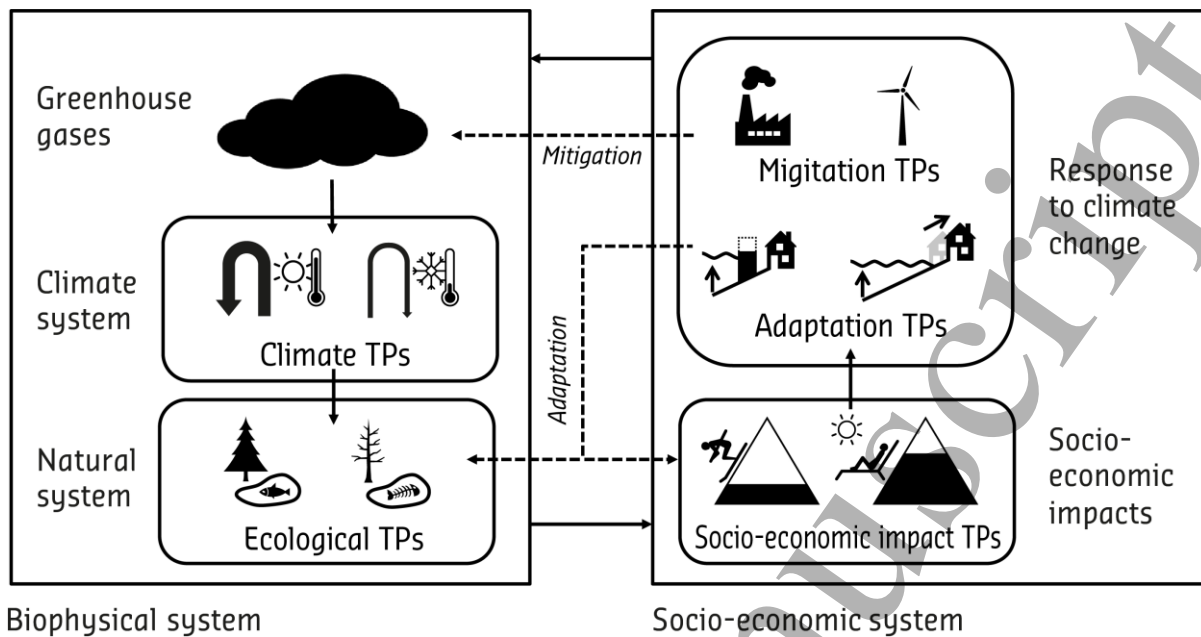 Greenhouse
gases
Mitigation
Migitation TPs
Response
to climate
change
Climate
system
Climate TPs
Adaptation TPs
Adaptation
Natural
system
Ecological TPs
Socio-economic impact TPs
Socio-
economic
impacts
Biophysical system
Socio-economic system
nuscript